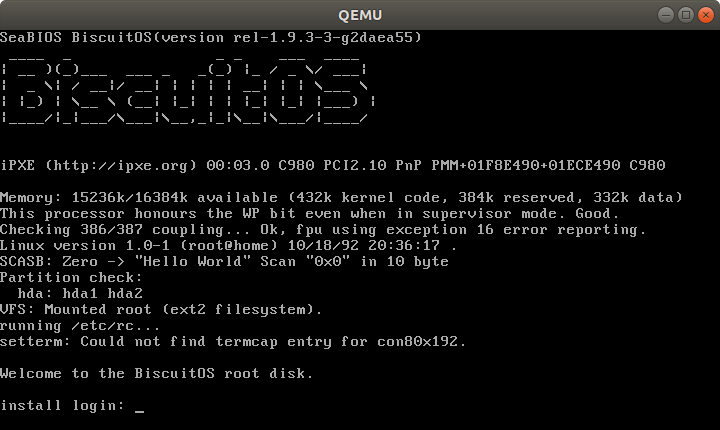 QEMU
SeaBIOS BiscuitOS(version rel-1.9.3-3-g2daea55)
BiscuitOS
iPXE (http://ipxe.org) 00:03.0 C980 PCI2.10 PnP PMM+01F8E490+01ECE490 C980
Memory: 15236k/16384k available (432k kernel code, 384k reserved, 332k data)
This processor honours the WP bit even when in supervisor mode. Good.
Checking 386/387 coupling... Ok, fpu using exception 16 error reporting.
Linux version 1.0-1 (root@home) 10/18/92 20:36:17 .
SCASB: Zero -> "Hello World" Scan "0x0" in 10 byte
Partition check:
  hda: hda1 hda2
VFS: Mounted root (ext2 filesystem).
running /etc/rc...
setterm: Could not find termcap entry for con80x192.
Welcome to the BiscuitOS root disk.
install login: _